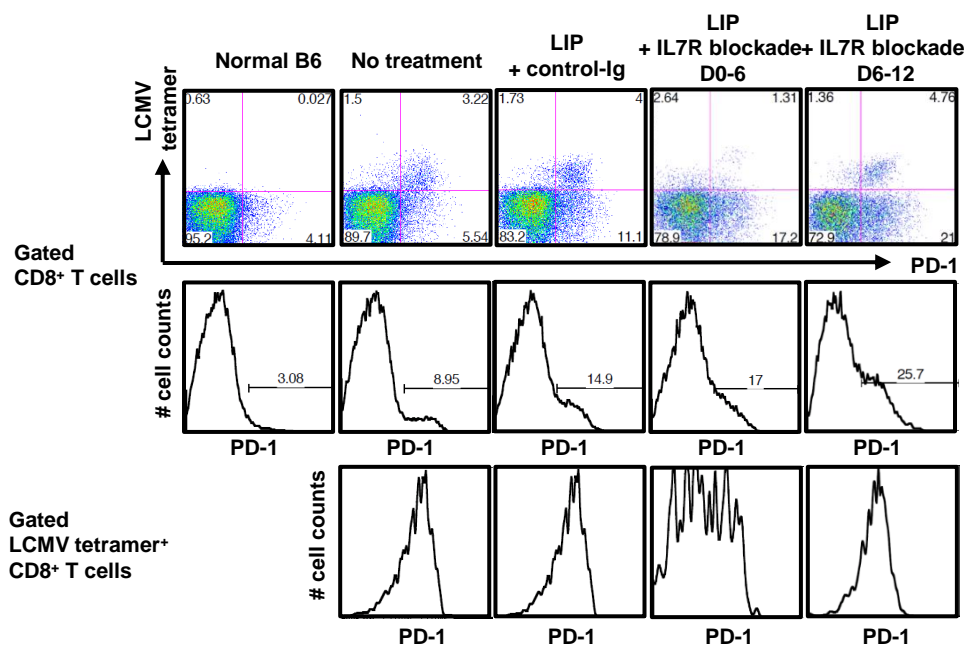 Normal B6
No treatment
LIP
+ control-Ig
LIP
+ IL7R blockade
D0-6
LIP
+ IL7R blockade
D6-12
LCMV
tetramer
0.63 0.027
95.2 4.11
1.5 3.22
89.7 5.54
1.73 4
83.2 11.1
2.64 1.31
78.9 17.2
1.36 4.76
72.9 21
PD-1
Gated
CD8+ T cells
# cell counts
3.08
8.95
14.9
17
25.7
PD-1 PD-1 PD-1 PD-1 PD-1
Gated
LCMV tetramer+
CD8+ T cells
# cell counts
PD-1 PD-1 PD-1 PD-1